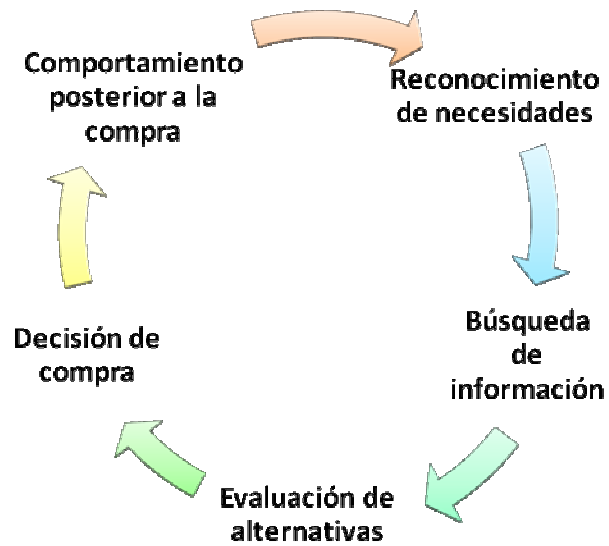 Comportamiento
posterior a la
compra
Reconocimiento
de necesidades
Búsqueda
de
información
Evaluación de
alternativas
Decisión de
compra